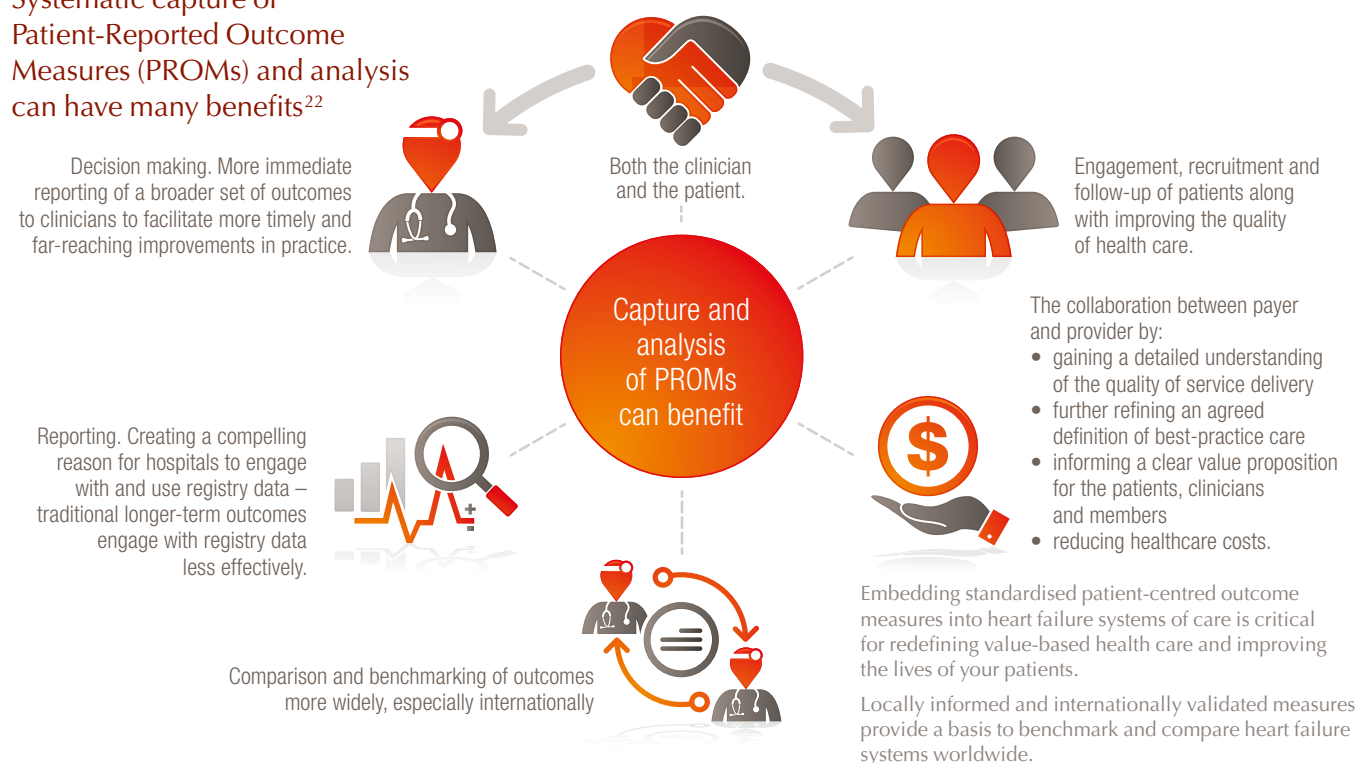 Systematic capture of
Patient-Reported Outcome
Measures (PROMs) and analysis
can have many benefits22
Both the clinician
and the patient.
Decision making. More immediate
reporting of a broader set of outcomes
to clinicians to facilitate more timely and
far-reaching improvements in practice.
Engagement, recruitment and
follow-up of patients along
with improving the quality
of health care.
Capture and
analysis
of PROMs
can benefit
The collaboration between payer
and provider by:
• gaining a detailed understanding
of the quality of service delivery
• further refining an agreed
definition of best-practice care
• informing a clear value proposition
for the patients, clinicians
and members
• reducing healthcare costs.
$
Reporting. Creating a compelling
reason for hospitals to engage
with and use registry data –
traditional longer-term outcomes
engage with registry data
less effectively.
Comparison and benchmarking of outcomes
more widely, especially internationally
Embedding standardised patient-centred outcome
measures into heart failure systems of care is critical
for redefining value-based health care and improving
the lives of your patients.
Locally informed and internationally validated measures
provide a basis to benchmark and compare heart failure
systems worldwide.